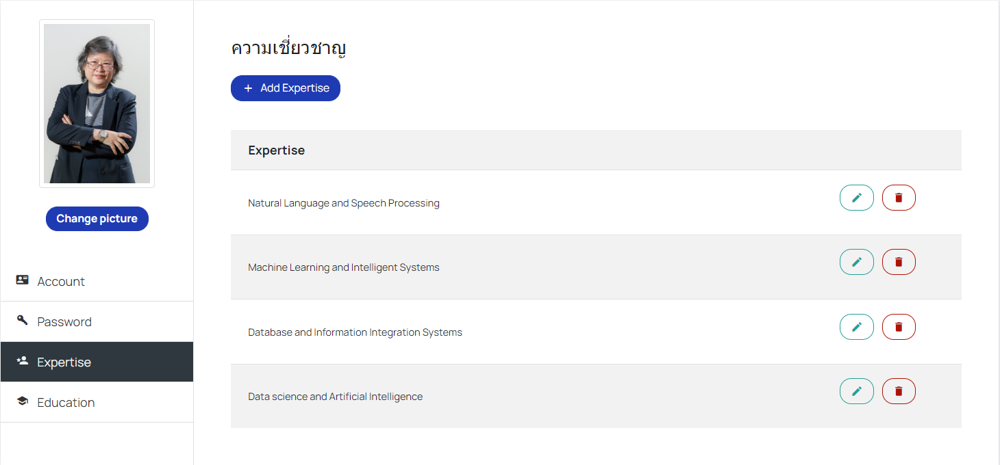 Change picture
Account
Password
Expertise
Education
ความเชี่ยวชาญ
+ Add Expertise
Expertise
Natural Language and Speech Processing
Machine Learning and Intelligent Systems
Database and Information Integration Systems
Data science and Artificial Intelligence